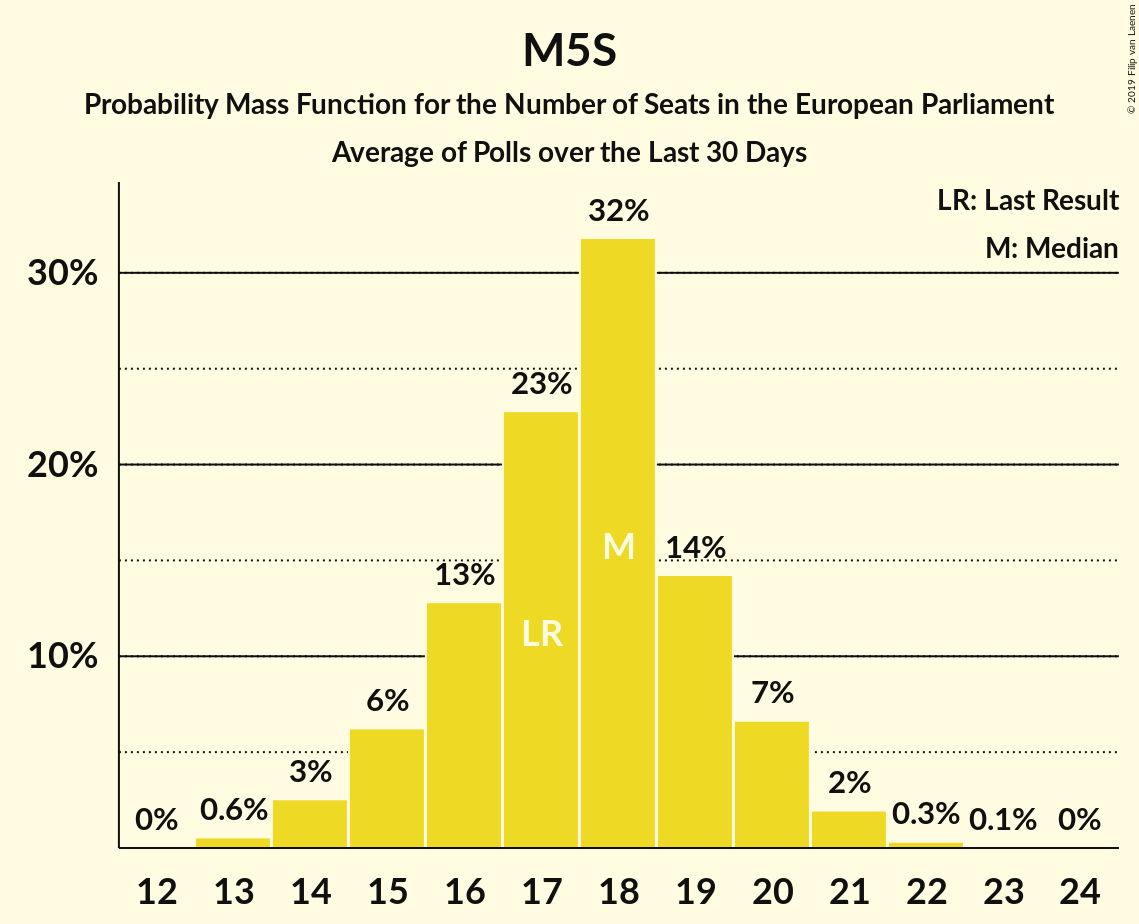 M5S
Probability Mass Function for the Number of Seats in the European Parliament
Average of Polls over the Last 30 Days
© 2019 Filip van Laenen
LR: Last Result
M: Median
30%
20%
10%
0%
0.6%
3%
6%
13%
23%
32%
14%
7%
2%
0.3%
0.1%
0%
LR
M
12 13 14 15 16 17 18 19 20 21 22 23 24